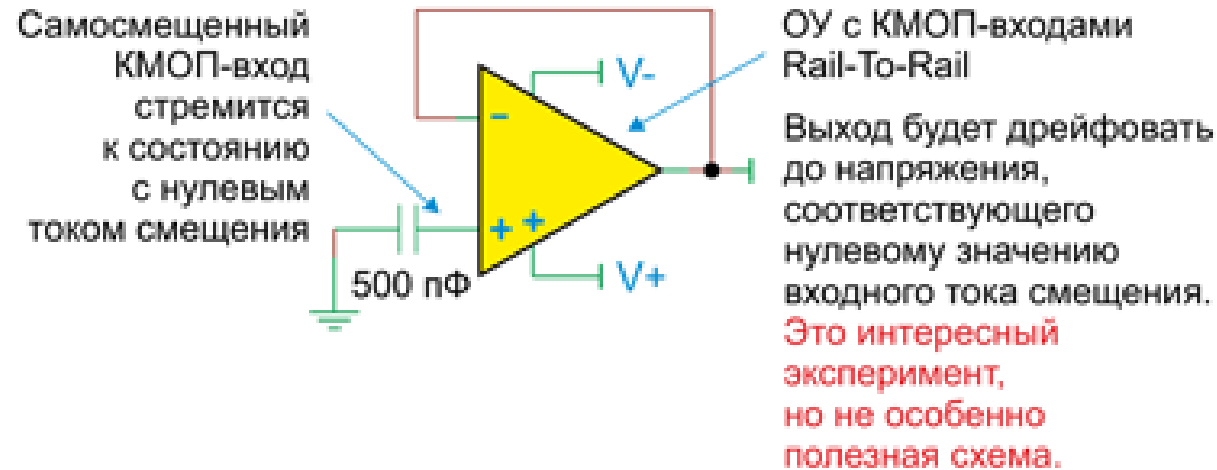 Самосмещенный
КМОП-вход
стремится
к состоянию
с нулевым
током смещения
500 пФ
-
+
+
V-
V+
ОУ с КМОП-входами
Rail-To-Rail
Выход будет дрейфовать
до напряжения,
соответствующего
нулевому значению
входного тока смещения.
Это интересный
эксперимент,
но не особенно
полезная схема.